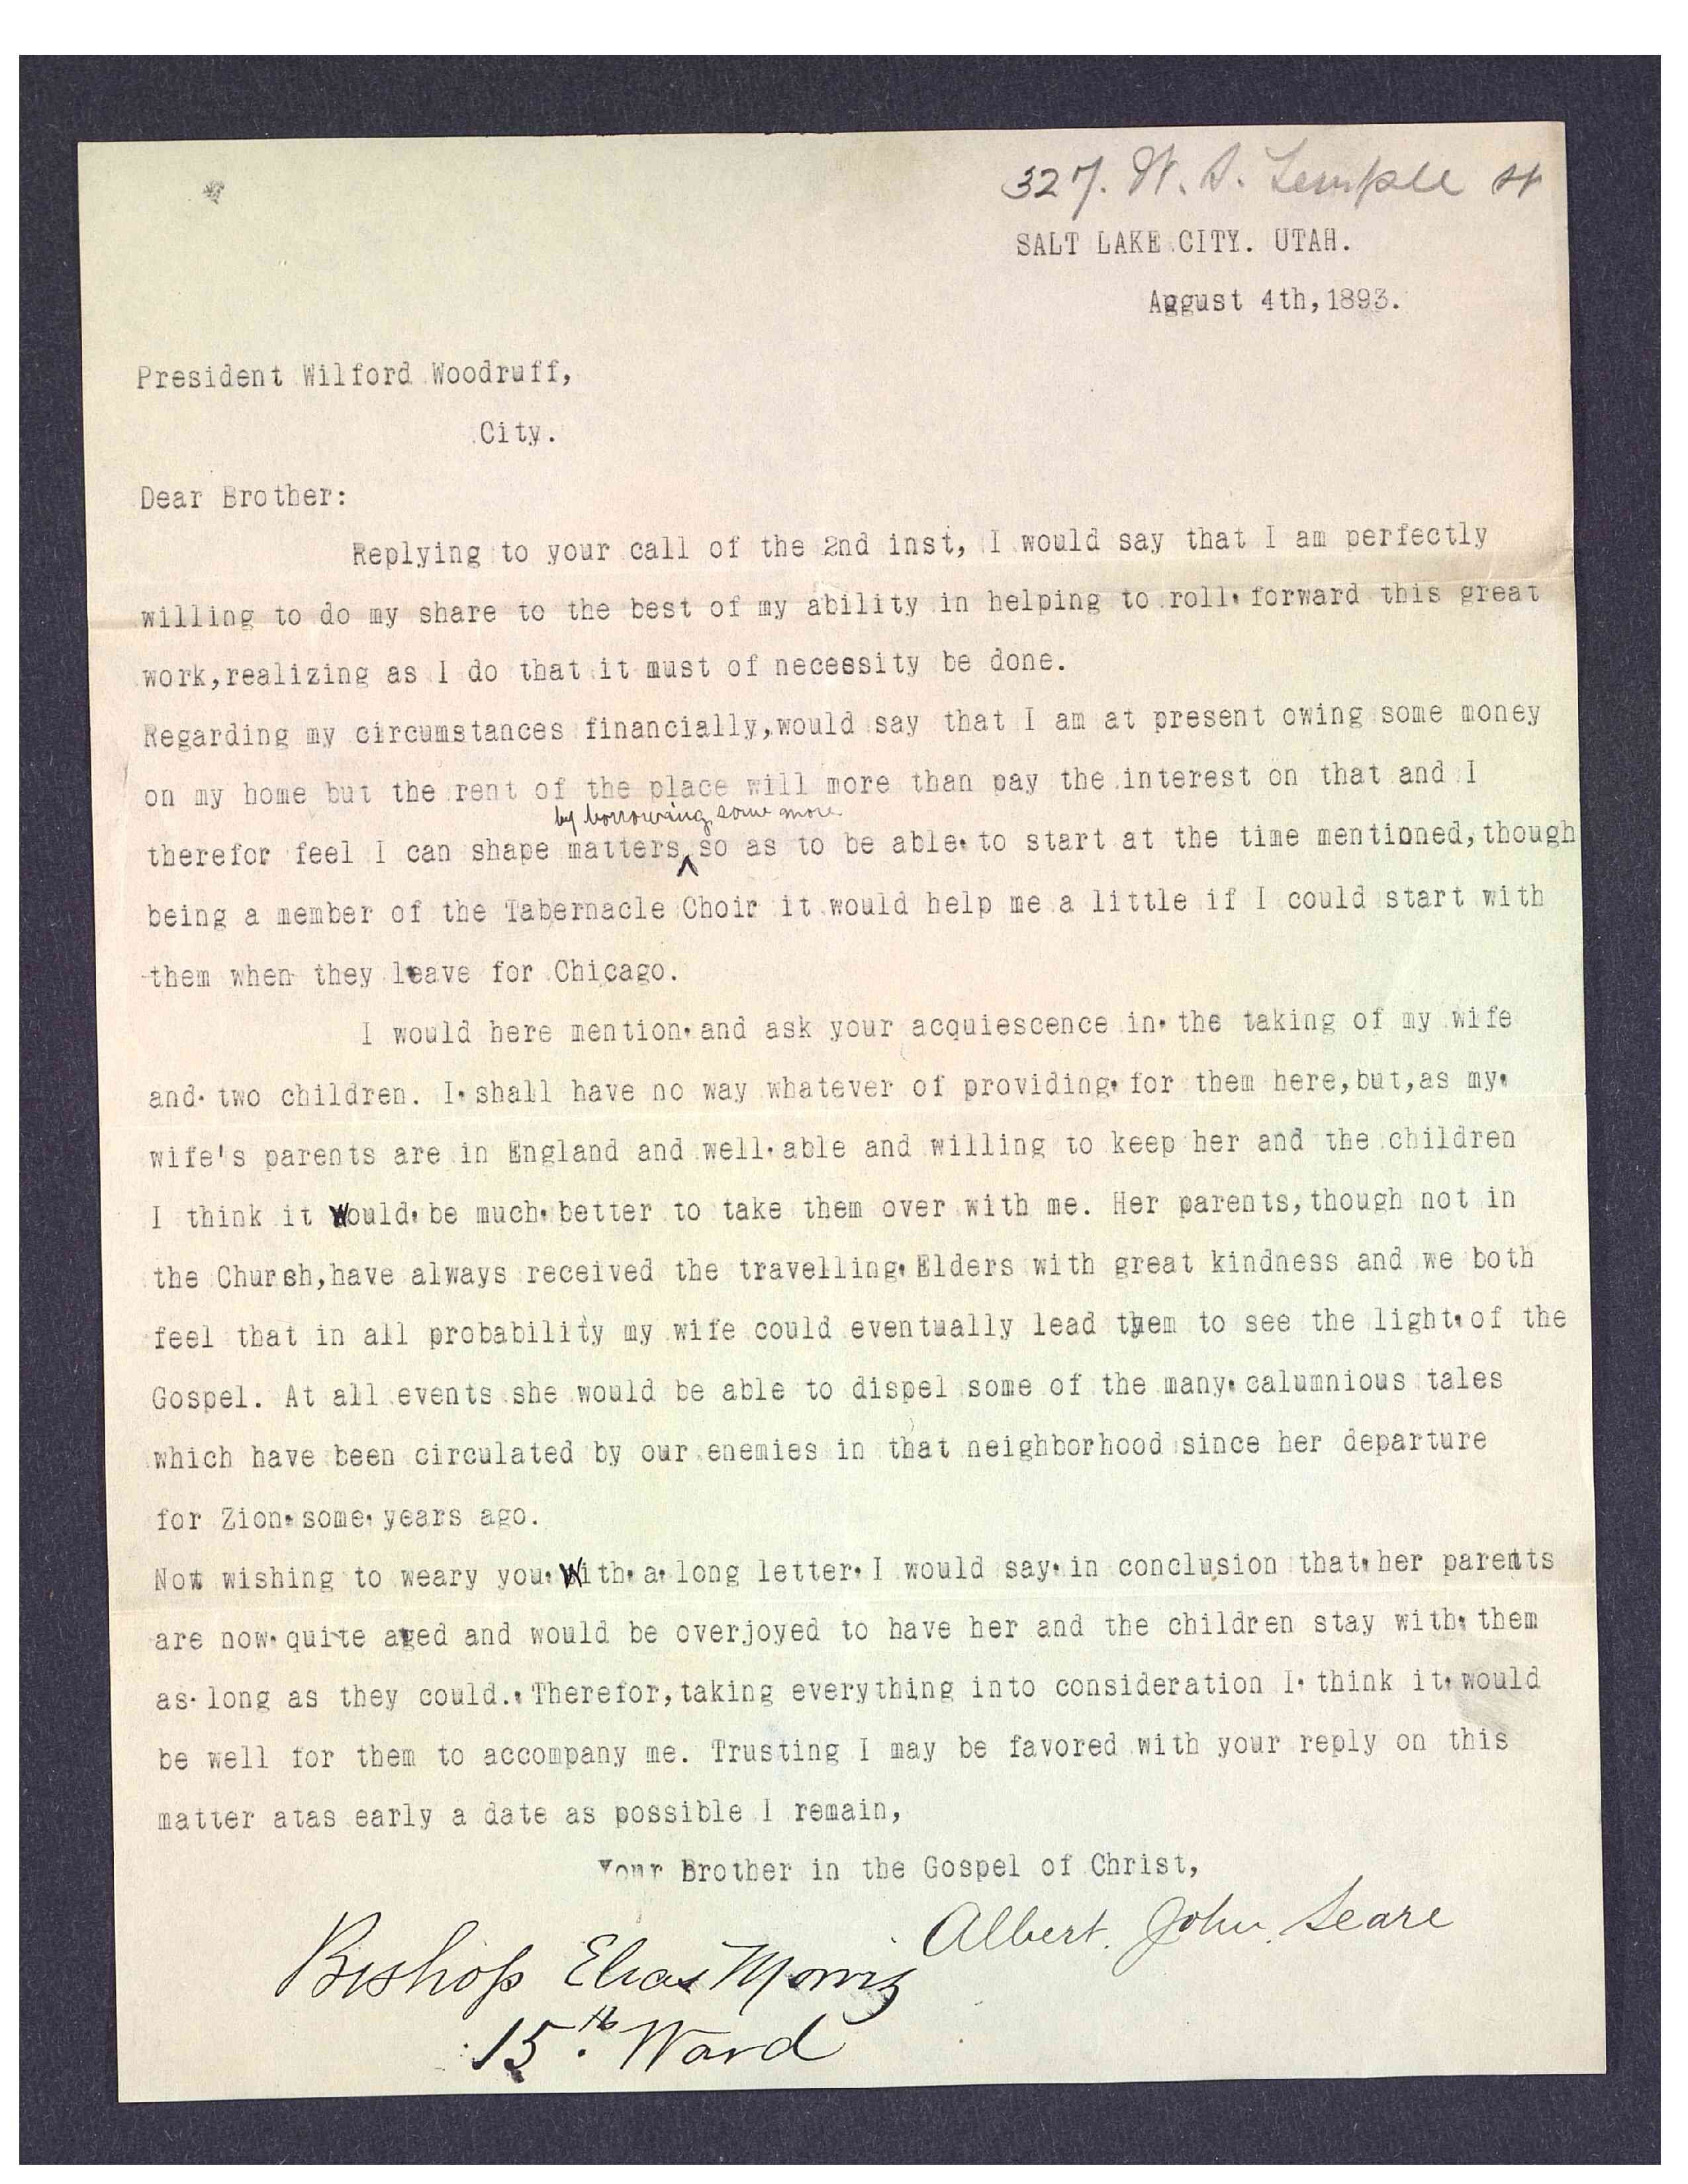 327. W. S. Temple St
SALT LAKE CITY. UTAH.
August 4th,1893.
President Wilford Woodruff,
City.
Dear Brother:
Replying to your call of the 2nd inst, I would say that I am perfectly
willing to do my share to the best of my ability in helping to roll forward this great
work,realizing as I do that it must of necessity be done.
Regarding my circumstances financially,would say that I am at present owing some money
on my home but the rent of the place will more than pay the interest on that and I
by borrowing some more
therefor feel I can shape matters ^ so as to be able to start at the time mentioned,though
being a member of the Tabernacle Choir it would help me a little if I could start with
them when they leave for Chicago.
I would here mention and ask your acquiescence in the taking of my wife
and two children. I shall have no way whatever of providing for them here,but,as my
wife's parents are in England and well able and willing to keep her and the children
I think it Would be much better to take them over with me. Her parents,though not in
the Chursh,have always received the travelling Elders with great kindness and we both
feel that in all probability my wife could eventually lead them to see the light of the
Gospel. At all events she would be able to dispel some of the many calumnious tales
which have been circulated by our enemies in that neighborhood since her departure
for Zion some years ago.
Not wishing to weary you With a long letter I would say in conclusion that her parents
are now quite aged and would be overjoyed to have her and the children stay with them
as long as they could. Therefor,taking everything into consideration I think it would
be well for them to accompany me. Trusting I may be favored with your reply on this
matter atas early a date as possible I remain,
Your Brother in the Gospel of Christ,
Albert. John. Seare
Bishop Elias Morris
15th. Ward